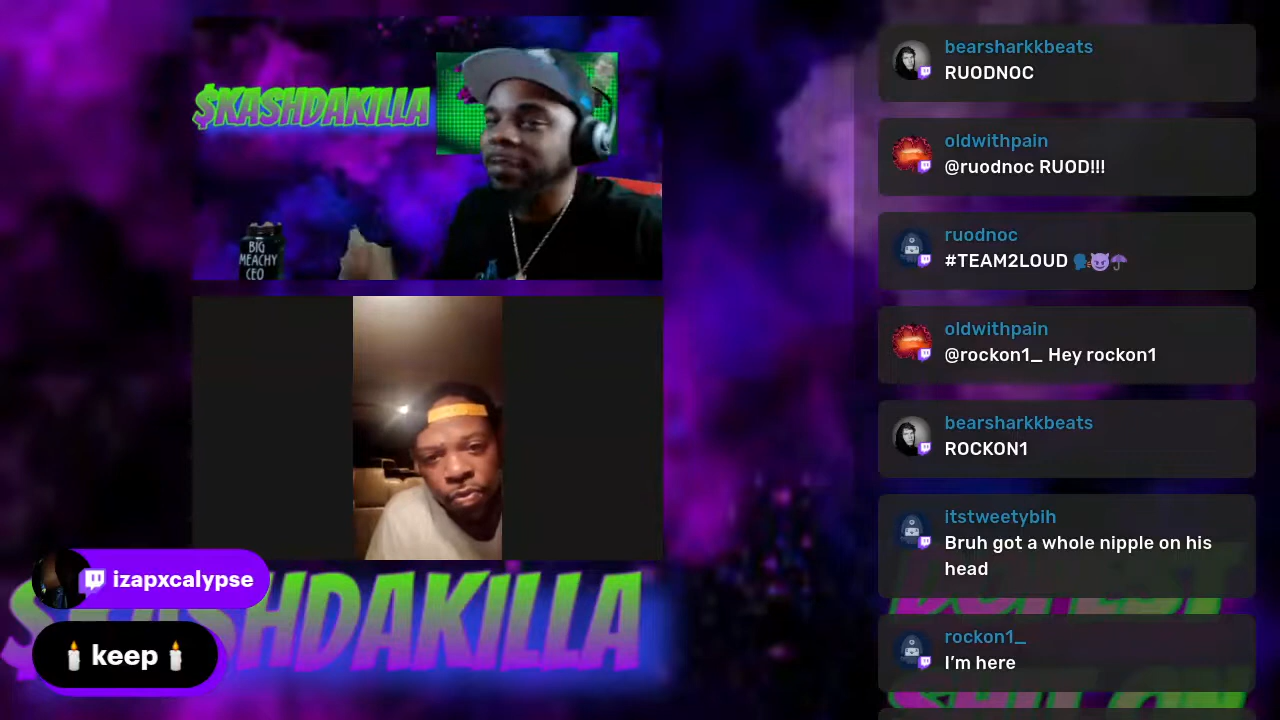 $KASHDAKILLA
BIG
MEACHY
CEO
izapxcalypse
🕯️ keep 🕯️
bearsharkkbeats
RUODNOC
oldwithpain
@ruodnoc RUOD!!!
ruodnoc
#TEAM2LOUD 🗣️😈☂️
oldwithpain
@rockon1_ Hey rockon1
bearsharkkbeats
ROCKON1
itstweetybih
Bruh got a whole nipple on his
head
rockon1_
I'm here